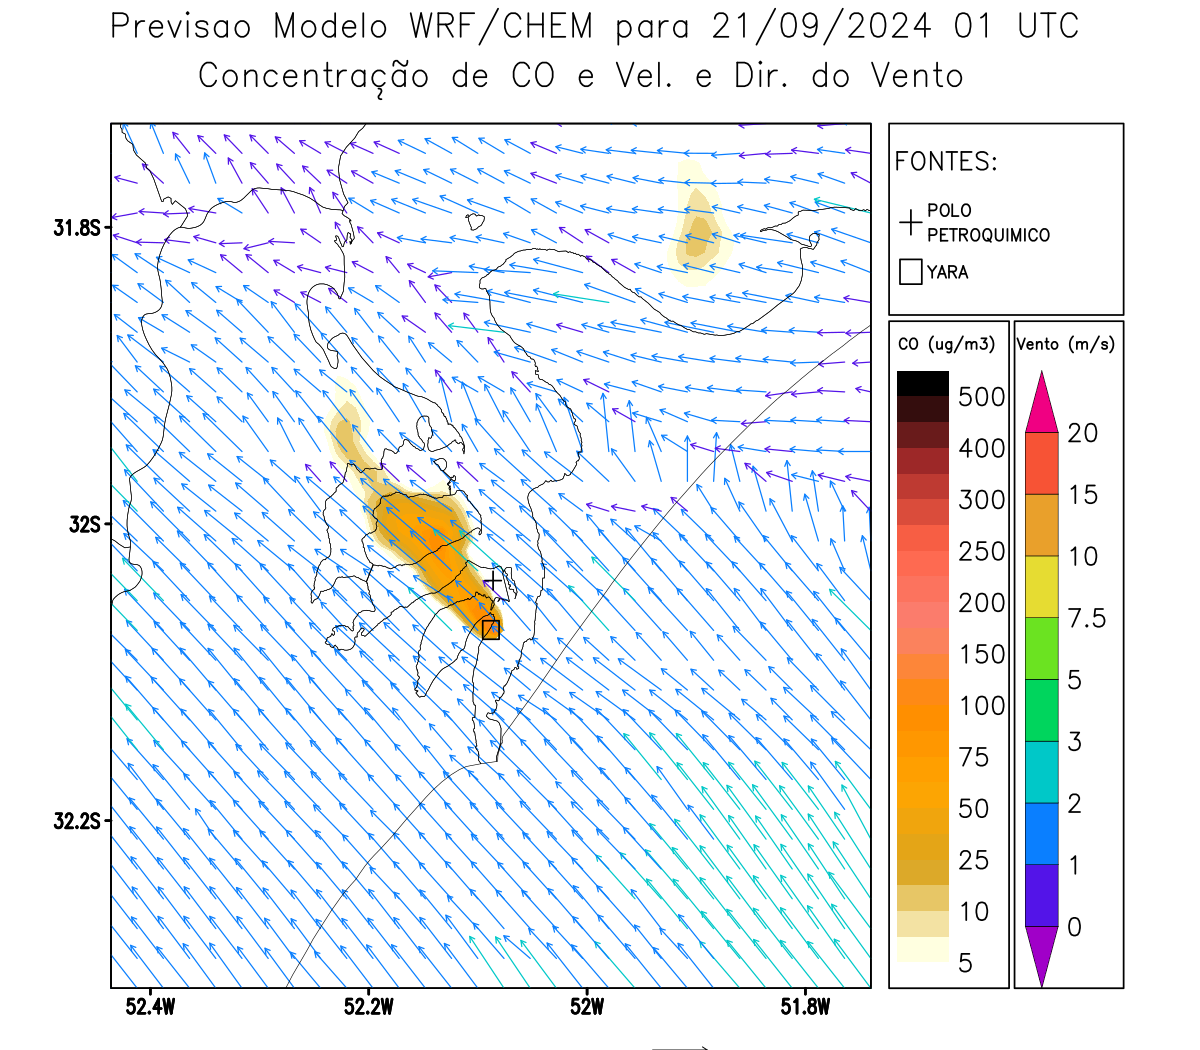 Previsao Modelo WRF/CHEM para 21/09/2024 01 UTC
Concentração de CO e Vel. e Dir. do Vento
FONTES:
POLO
PETROQUIMICO
YARA
31.8S
32S
32.2S
52.4W
52.2W
52W
51.8W
CO (ug/m3)
500
400
300
250
200
150
100
75
50
25
10
5
Vento (m/s)
20
15
10
7.5
5
3
2
1
0